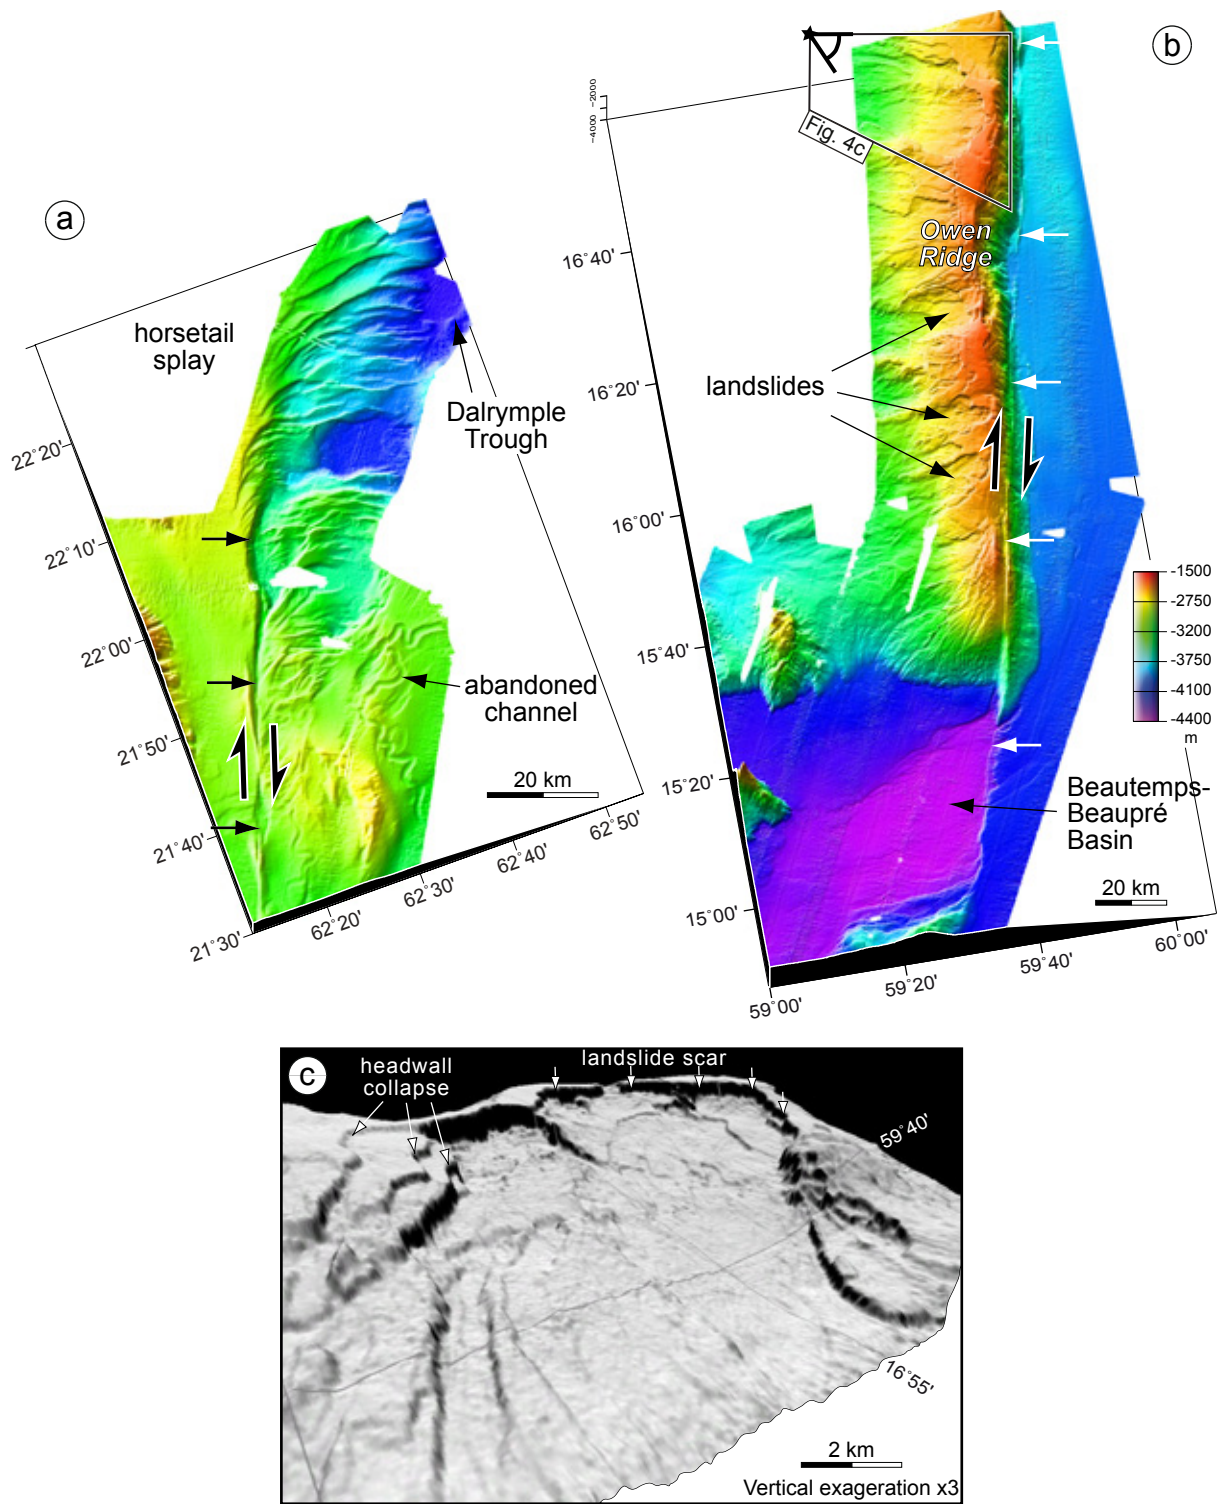 a
horsetail
splay
Dalrymple
Trough
abandoned
channel
20 km
22°20'
22°10'
22°00'
21°50'
21°40'
21°30'
62°20'
62°30'
62°40'
62°50'
b
-2000
-4000
Fig. 4c
Owen
Ridge
landslides
16°40'
16°20'
16°00'
15°40'
15°20'
15°00'
59°00'
59°20'
59°40'
60°00'
-1500
-2750
-3200
-3750
-4100
-4400
m
Beautemps-
Beaupré
Basin
20 km
c
headwall
collapse
landslide scar
59°40'
16°55'
2 km
Vertical exageration x3